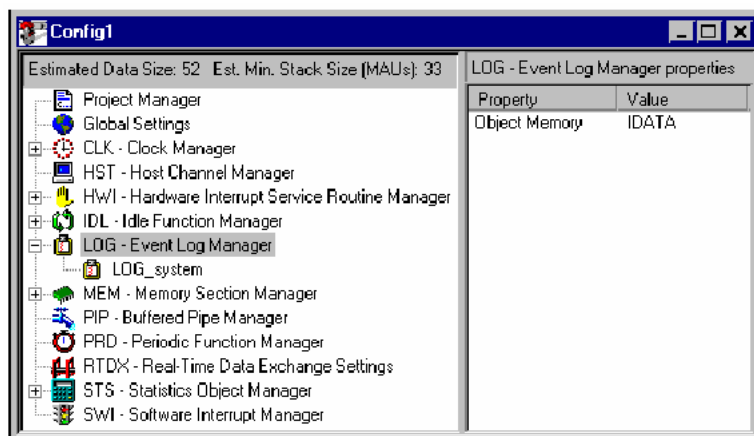 Config1
Estimated Data Size: 52 Est. Min. Stack Size (MAUs): 33
LOG - Event Log Manager properties
Project Manager
Global Settings
CLK - Clock Manager
HST - Host Channel Manager
HWI - Hardware Interrupt Service Routine Manager
IDL - Idle Function Manager
LOG - Event Log Manager
LOG_system
MEM - Memory Section Manager
PIP - Buffered Pipe Manager
PRD - Periodic Function Manager
RTDX - Real-Time Data Exchange Settings
STS - Statistics Object Manager
SWI - Software Interrupt Manager
Property Value
Object Memory IDATA